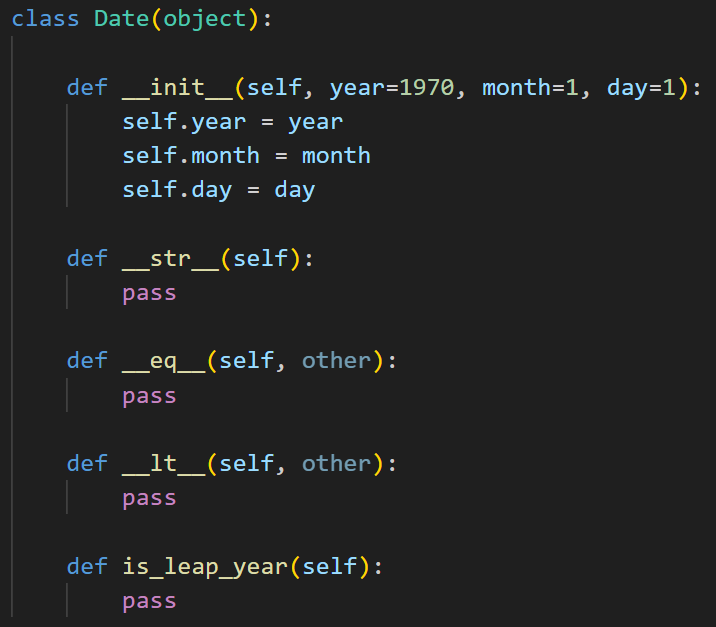 class Date(object):
    def __init__(self, year=1970, month=1, day=1):
        self.year = year
        self.month = month
        self.day = day
    def __str__(self):
        pass
    def __eq__(self, other):
        pass
    def __lt__(self, other):
        pass
    def is_leap_year(self):
        pass